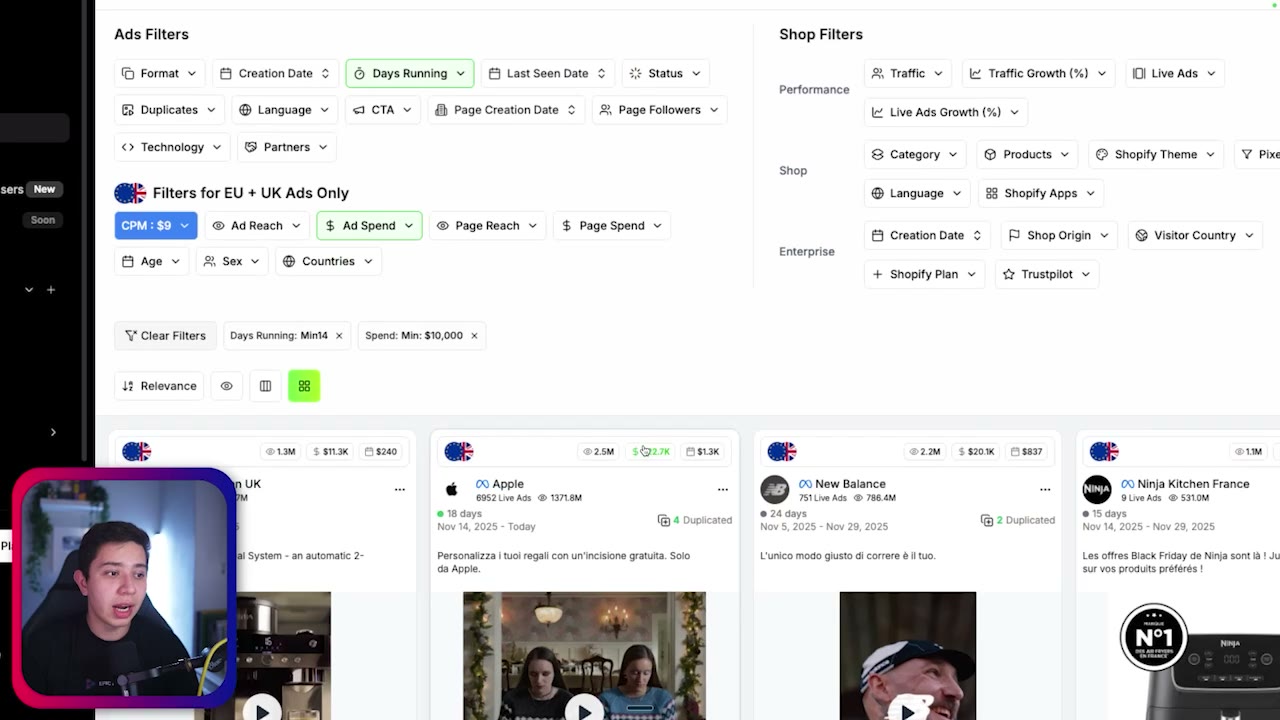 Ads Filters
Format
Creation Date
Days Running
Last Seen Date
Status
Duplicates
Language
CTA
Page Creation Date
Page Followers
Technology
Partners
Filters for EU + UK Ads Only
CPM : $9
Ad Reach
Ad Spend
Page Reach
Page Spend
Age
Sex
Countries
Shop Filters
Performance
Traffic
Traffic Growth (%)
Live Ads
Live Ads Growth (%)
Shop
Category
Products
Shopify Theme
Language
Shopify Apps
Enterprise
Creation Date
Shop Origin
Visitor Country
Shopify Plan
Trustpilot
New
Soon
Clear Filters
Days Running: Min14 ×
Spend: Min: $10,000 ×
Relevance
1.3M
$11.3K
$240
UK
2.5M
$1.3K
Apple
6952 Live Ads
1371.8M
18 days
Nov 14, 2025 - Today
4 Duplicated
Personalizza i tuoi regali con un'incisione gratuita. Solo
da Apple.
2.2M
$20.1K
$837
New Balance
751 Live Ads
786.4M
24 days
Nov 5, 2025 - Nov 29, 2025
2 Duplicated
L'unico modo giusto di correre è il tuo.
1.1M
NINJA
Ninja Kitchen France
9 Live Ads
531.0M
15 days
Nov 14, 2025 - Nov 29, 2025
Les offres Black Friday de Ninja sont là !
sur vos produits préférés !
System - an automatic 2-
N°1
NINJA